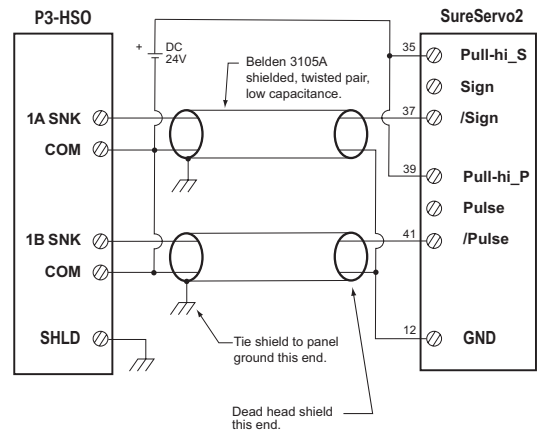 P3-HSO
SureServo2
+
DC
24V
35
Pull-hi_S
Belden 3105A
shielded, twisted pair,
low capacitance.
Sign
1A SNK
37
/Sign
COM
39
Pull-hi_P
Pulse
1B SNK
41
/Pulse
COM
SHLD
Tie shield to panel
ground this end.
12
GND
Dead head shield
this end.